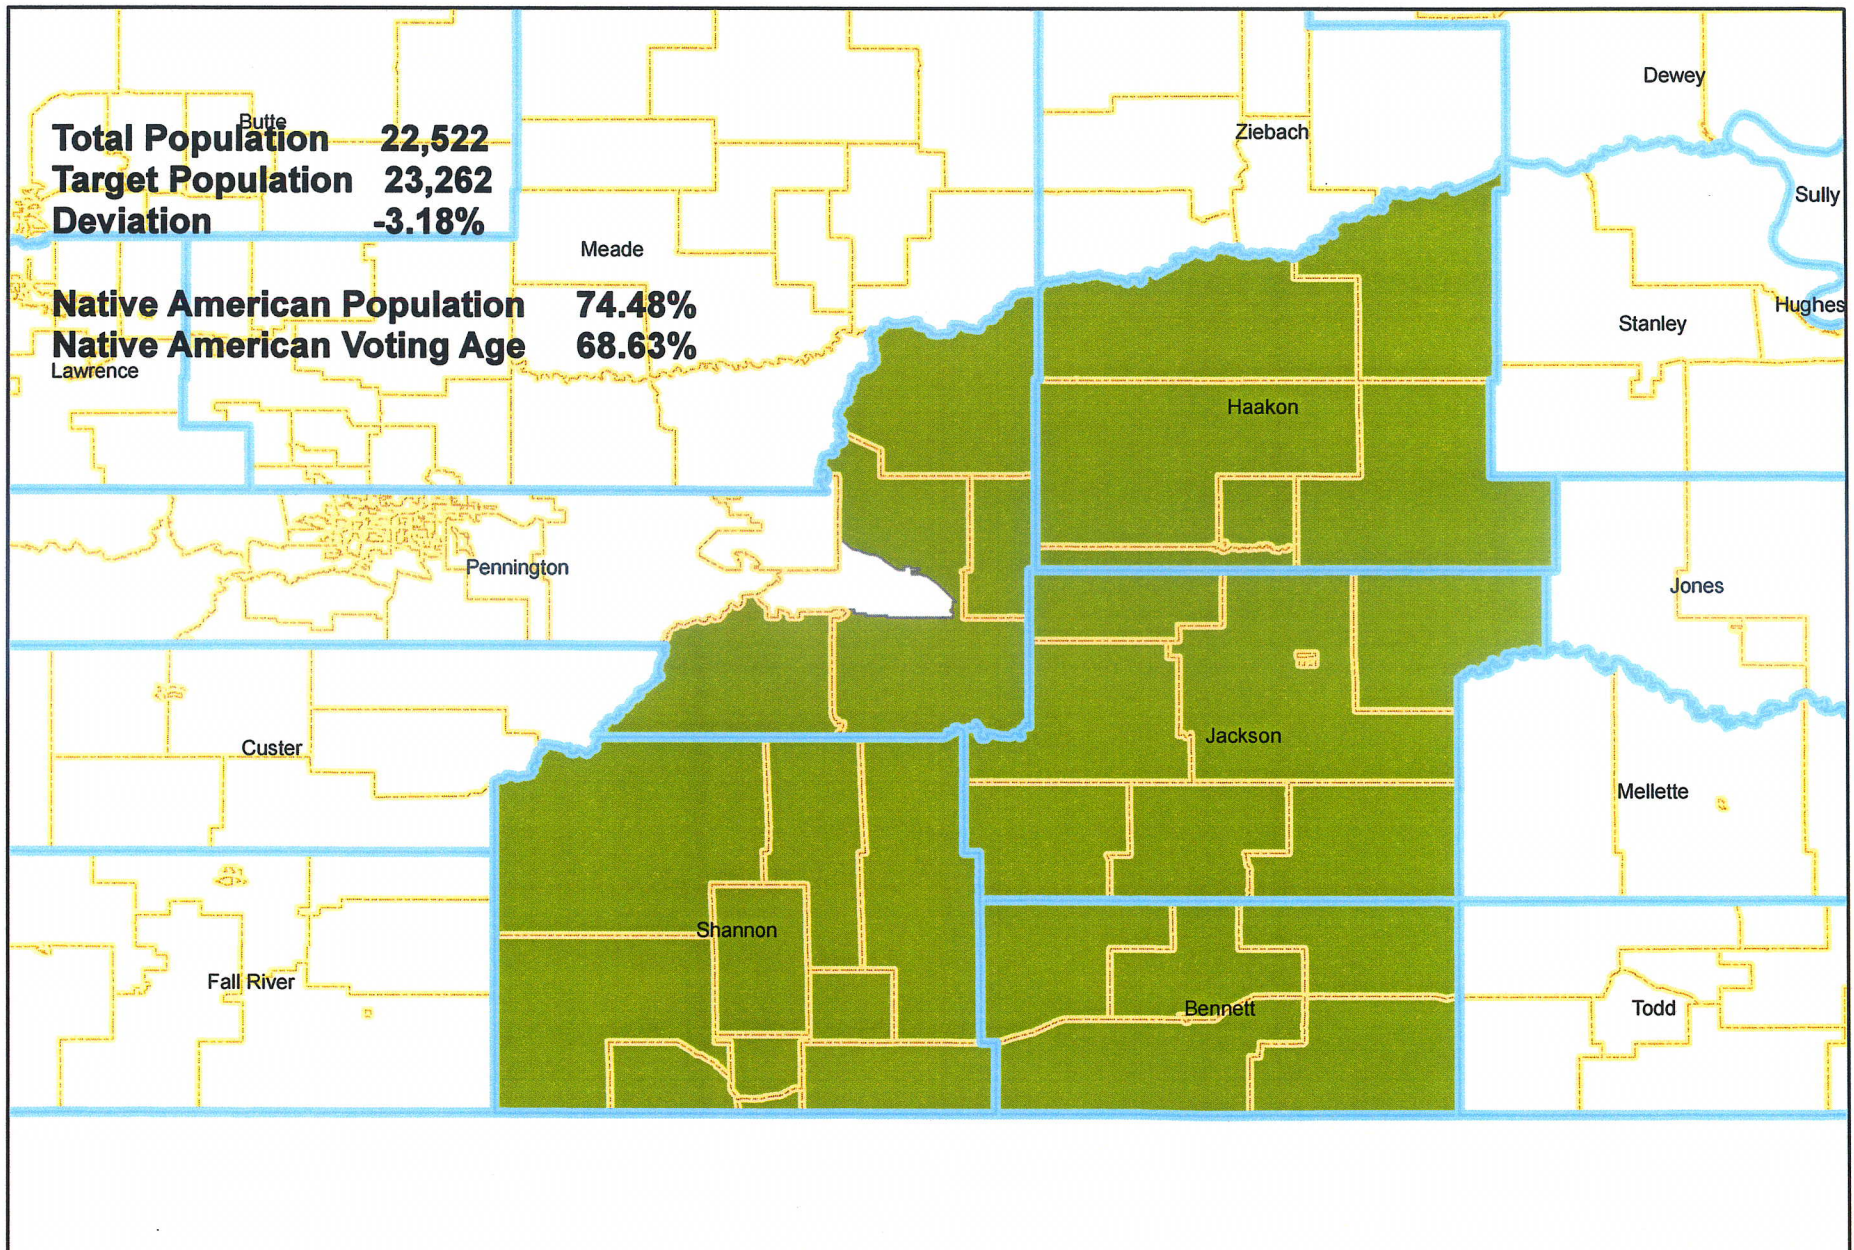 Dewey
Butte
Total Population 22,522
Ziebach
Target Population 23,262
Sully
Deviation -3.18%
Meade
Native American Population 74.48%
Hughes
Stanley
Native American Voting Age 68.63%
Lawrence
Haakon
Pennington
Jones
Jackson
Custer
Mellette
Shannon
Fall River
Bennett
Todd